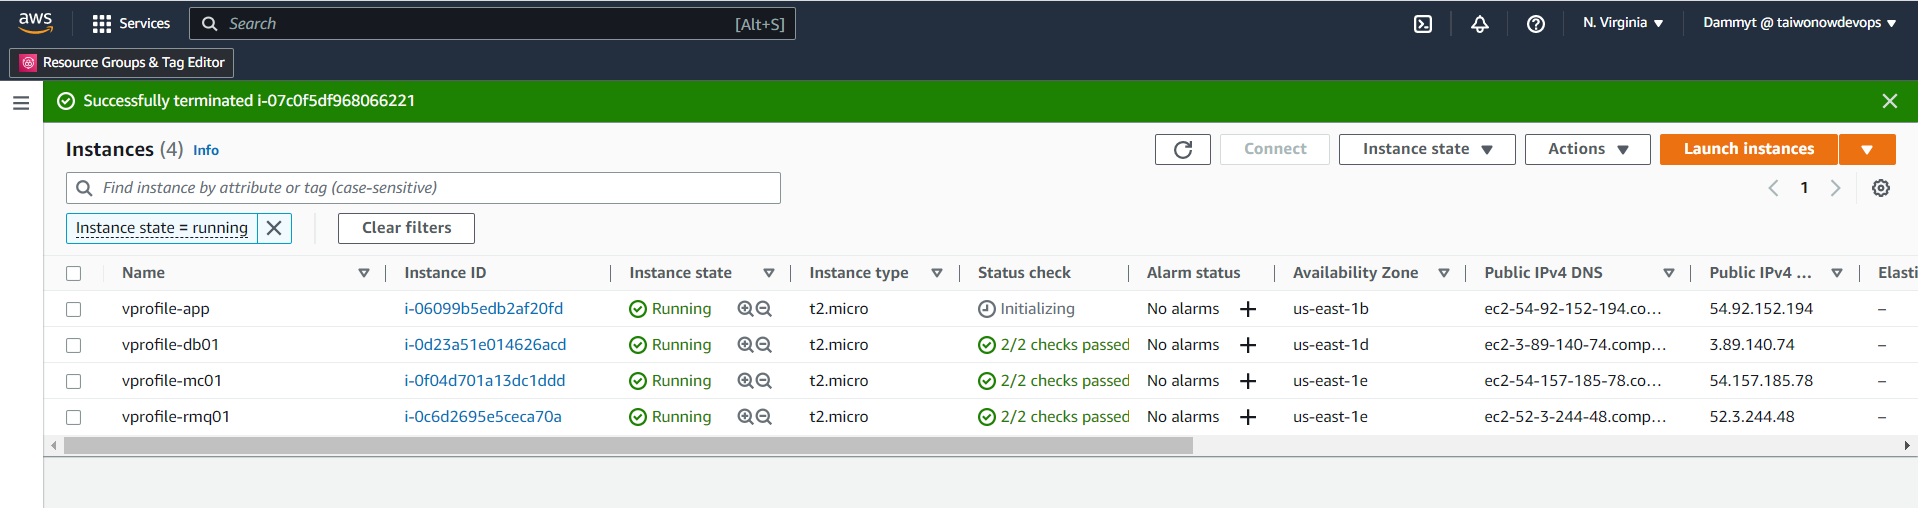 aws Services Search [Alt+S] N. Virginia Dammyt @ taiwonowdevops
Resource Groups & Tag Editor
Successfully terminated i-07c0f5df968066221
Instances (4) Info Connect Instance state Actions Launch instances
Find instance by attribute or tag (case-sensitive) 1
Instance state = running Clear filters
Name Instance ID Instance state Instance type Status check Alarm status Availability Zone Public IPv4 DNS Public IPv4 ... Elasti
vprofile-app i-06099b5edb2af20fd Running t2.micro Initializing No alarms + us-east-1b ec2-54-92-152-194.co... 54.92.152.194 –
vprofile-db01 i-0d23a51e014626acd Running t2.micro 2/2 checks passed No alarms + us-east-1d ec2-3-89-140-74.comp... 3.89.140.74 –
vprofile-mc01 i-0f04d701a13dc1ddd Running t2.micro 2/2 checks passed No alarms + us-east-1e ec2-54-157-185-78.co... 54.157.185.78 –
vprofile-rmq01 i-0c6d2695e5ceca70a Running t2.micro 2/2 checks passed No alarms + us-east-1e ec2-52-3-244-48.comp... 52.3.244.48 –